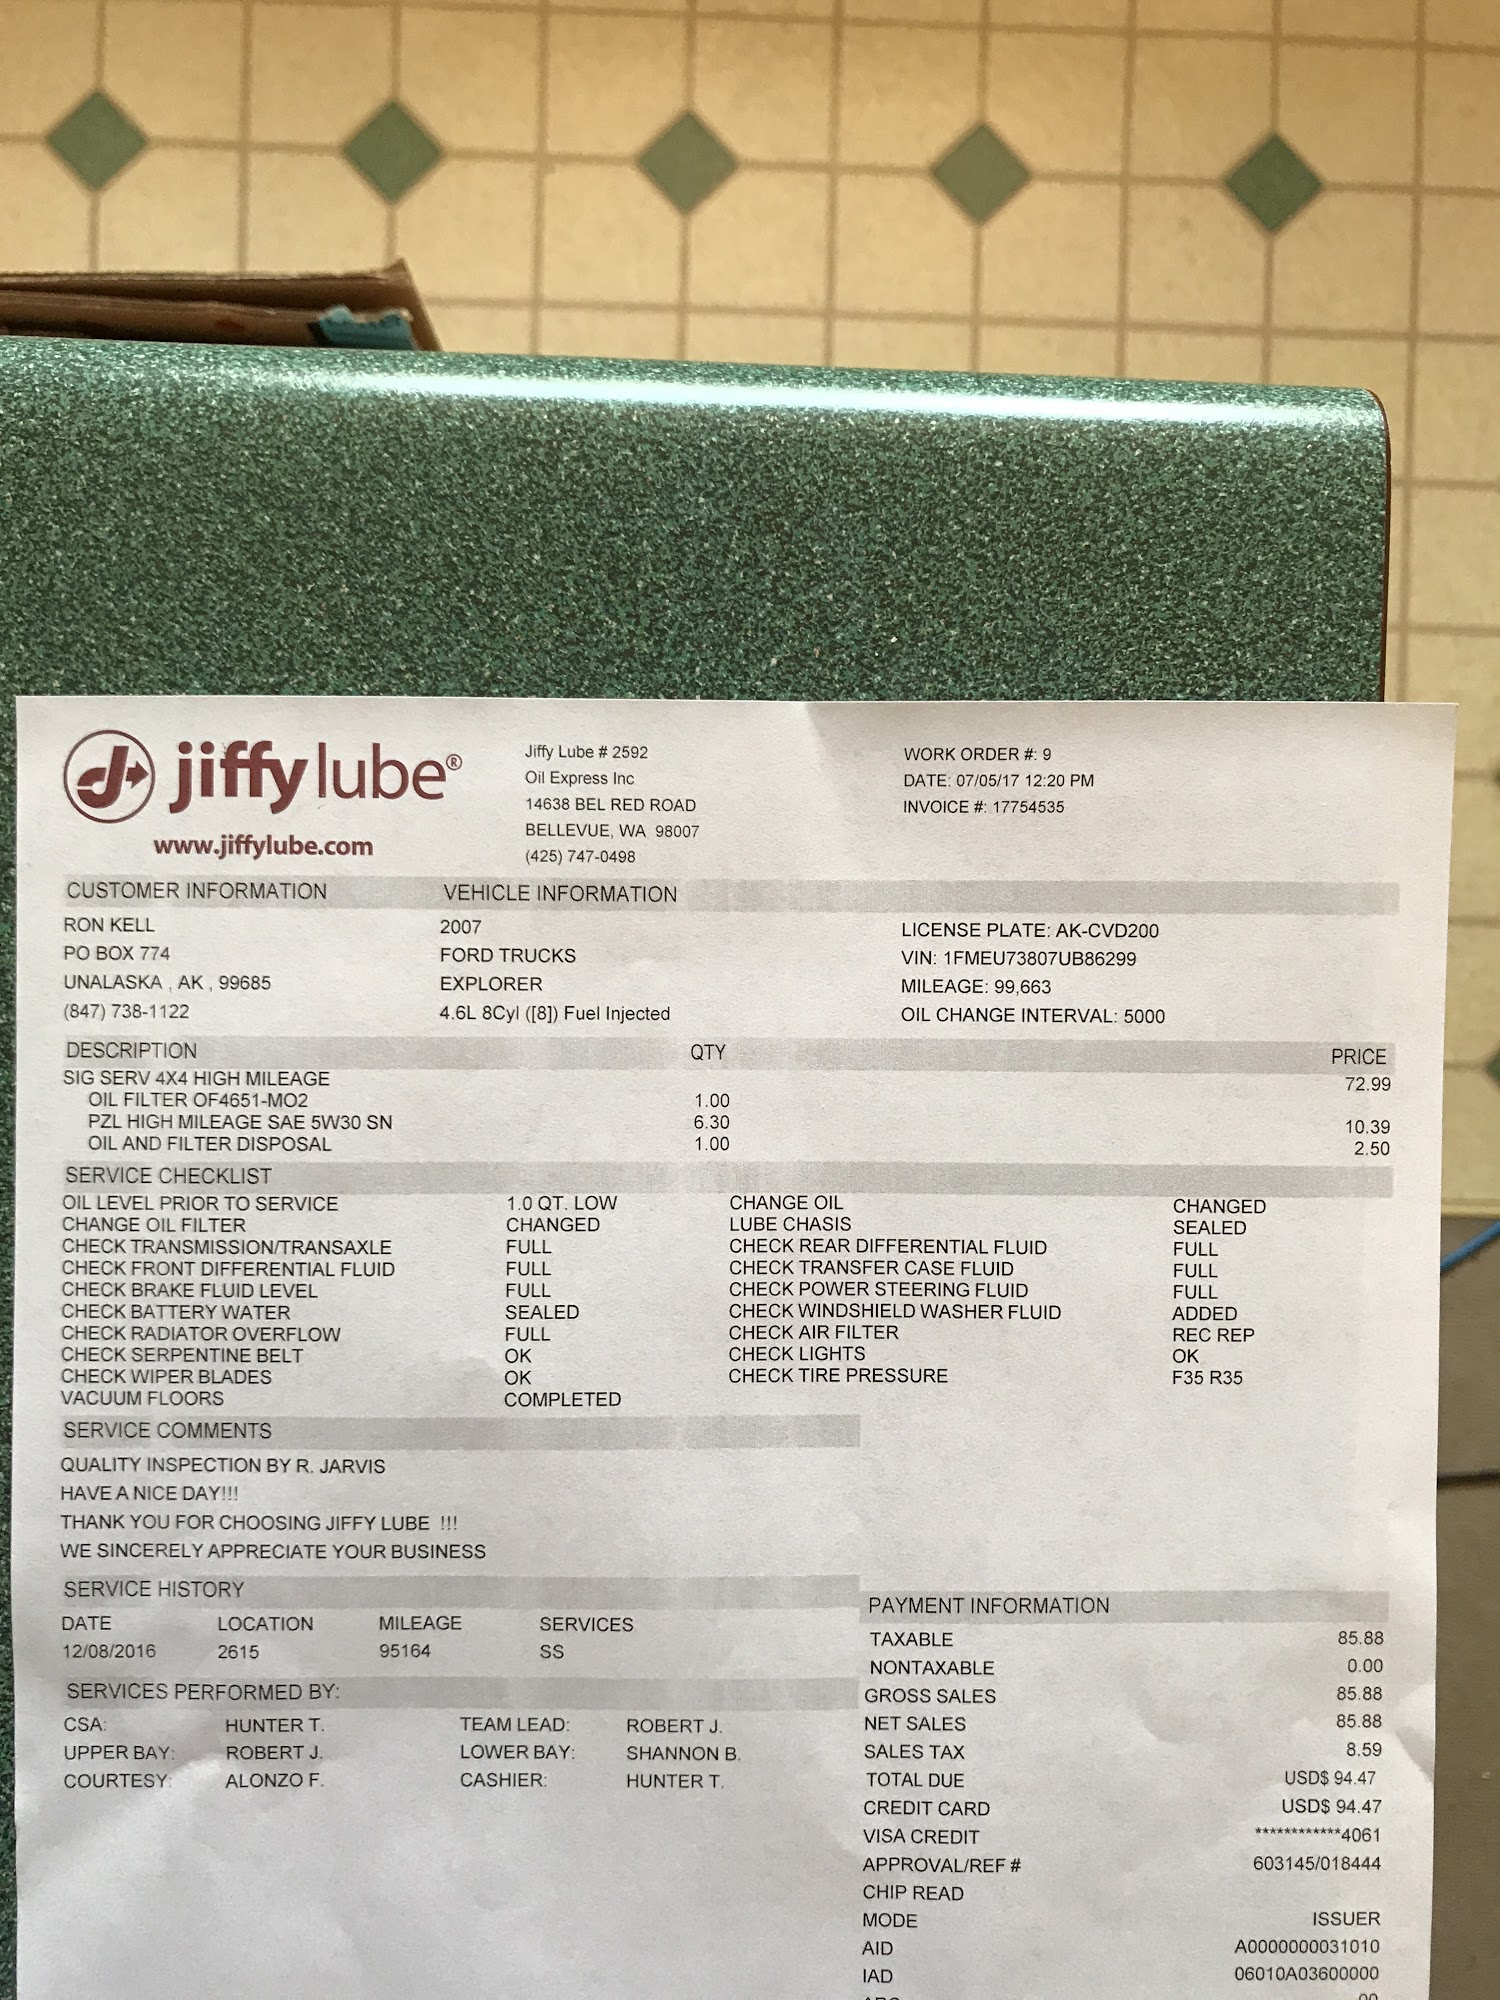 jiffylube®
www.jiffylube.com
Jiffy Lube # 2592
Oil Express Inc
14638 BEL RED ROAD
BELLEVUE, WA 98007
(425) 747-0498
WORK ORDER #: 9
DATE: 07/05/17 12:20 PM
INVOICE #: 17754535
CUSTOMER INFORMATION VEHICLE INFORMATION
RON KELL 2007 LICENSE PLATE: AK-CVD200
PO BOX 774 FORD TRUCKS VIN: 1FMEU73807UB86299
UNALASKA , AK , 99685 EXPLORER MILEAGE: 99,663
(847) 738-1122 4.6L 8Cyl ([8]) Fuel Injected OIL CHANGE INTERVAL: 5000
DESCRIPTION QTY PRICE
SIG SERV 4X4 HIGH MILEAGE 72.99
OIL FILTER OF4651-MO2 1.00
PZL HIGH MILEAGE SAE 5W30 SN 6.30 10.39
OIL AND FILTER DISPOSAL 1.00 2.50
SERVICE CHECKLIST
OIL LEVEL PRIOR TO SERVICE 1.0 QT. LOW CHANGE OIL CHANGED
CHANGE OIL FILTER CHANGED LUBE CHASIS SEALED
CHECK TRANSMISSION/TRANSAXLE FULL CHECK REAR DIFFERENTIAL FLUID FULL
CHECK FRONT DIFFERENTIAL FLUID FULL CHECK TRANSFER CASE FLUID FULL
CHECK BRAKE FLUID LEVEL FULL CHECK POWER STEERING FLUID FULL
CHECK BATTERY WATER SEALED CHECK WINDSHIELD WASHER FLUID ADDED
CHECK RADIATOR OVERFLOW FULL CHECK AIR FILTER REC REP
CHECK SERPENTINE BELT OK CHECK LIGHTS OK
CHECK WIPER BLADES OK CHECK TIRE PRESSURE F35 R35
VACUUM FLOORS COMPLETED
SERVICE COMMENTS
QUALITY INSPECTION BY R. JARVIS
HAVE A NICE DAY!!!
THANK YOU FOR CHOOSING JIFFY LUBE !!!
WE SINCERELY APPRECIATE YOUR BUSINESS
SERVICE HISTORY
DATE LOCATION MILEAGE SERVICES
12/08/2016 2615 95164 SS
SERVICES PERFORMED BY:
CSA: HUNTER T. TEAM LEAD: ROBERT J.
UPPER BAY: ROBERT J. LOWER BAY: SHANNON B.
COURTESY: ALONZO F. CASHIER: HUNTER T.
PAYMENT INFORMATION
TAXABLE 85.88
NONTAXABLE 0.00
GROSS SALES 85.88
NET SALES 85.88
SALES TAX 8.59
TOTAL DUE USD$ 94.47
CREDIT CARD USD$ 94.47
VISA CREDIT ************4061
APPROVAL/REF # 603145/018444
CHIP READ
MODE ISSUER
AID A0000000031010
IAD 06010A03600000